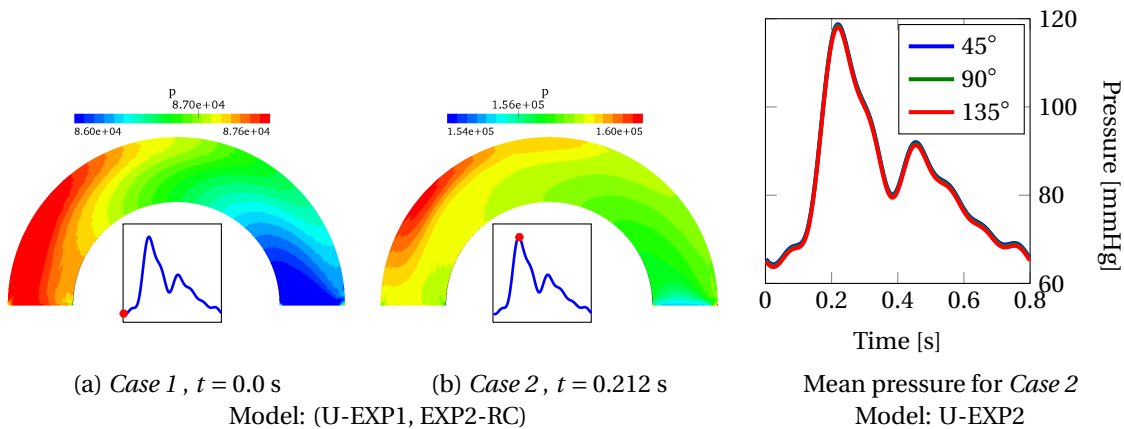 p
8.70e+04
8.60e+04 8.76e+04
p
1.56e+05
1.54e+05 1.60e+05
(a) Case 1 , t = 0.0 s
(b) Case 2 , t = 0.212 s
Model: (U-EXP1, EXP2-RC)
45°
90°
135°
120
100
80
60
Pressure [mmHg]
0 0.2 0.4 0.6 0.8
Time [s]
Mean pressure for Case 2
Model: U-EXP2